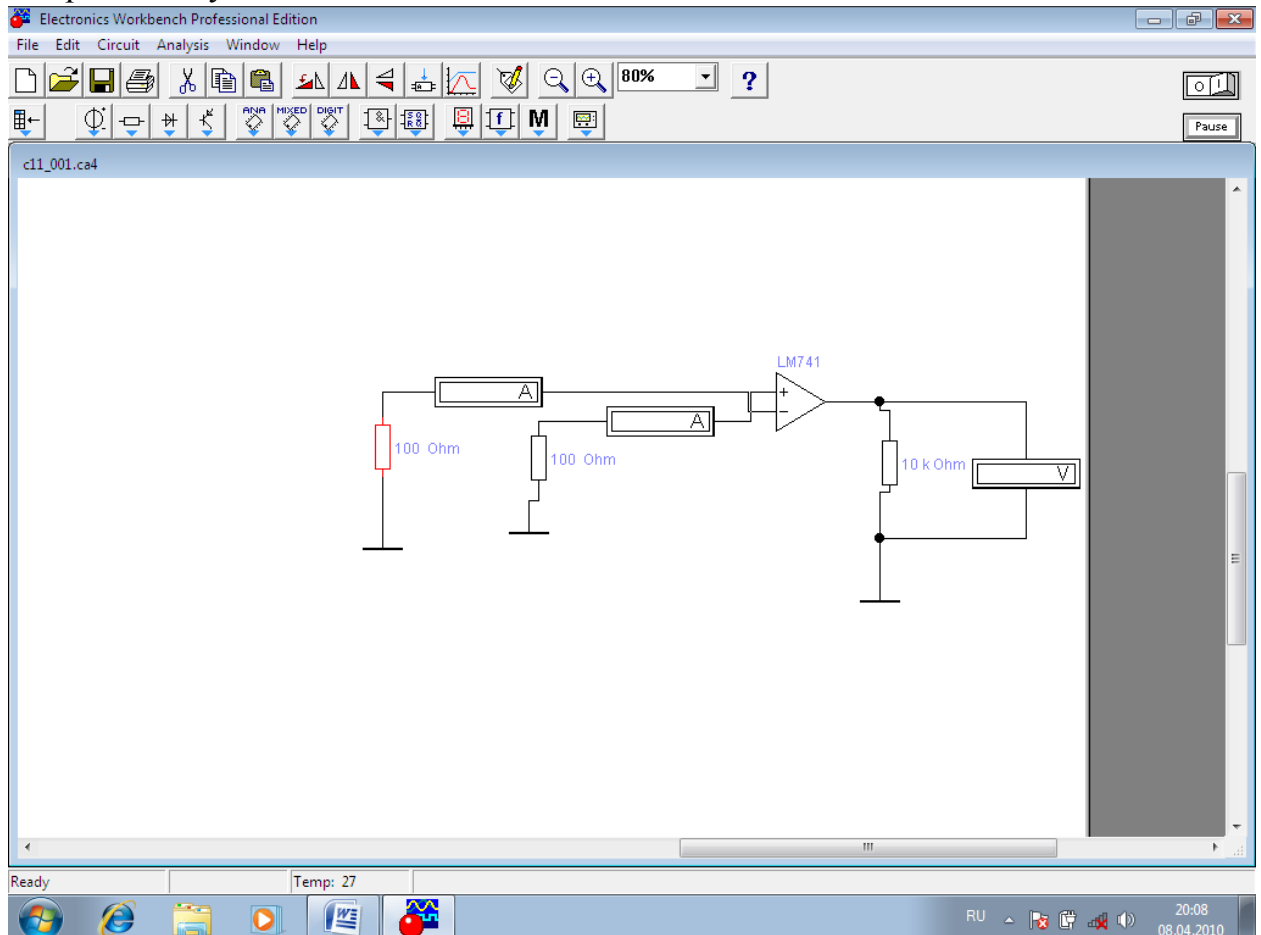 Electronics Workbench Professional Edition
File Edit Circuit Analysis Window Help
80%
?
ANA MIXED DIGIT
M
Pause
c11_001.ca4
LM741
A
+
A
−
100 Ohm
100 Ohm
10 k Ohm
V
Ready
Temp: 27
RU
20:08
08.04.2010